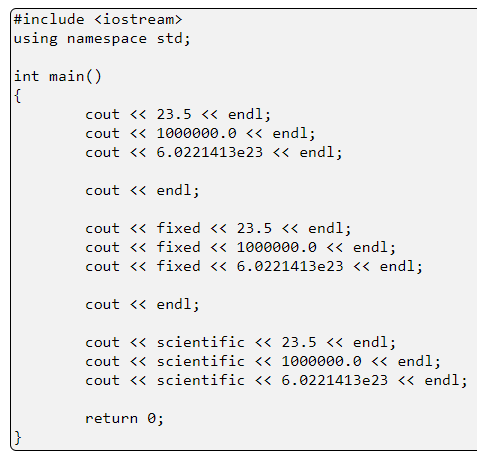 #include <iostream>
using namespace std;

int main()
{
        cout << 23.5 << endl;
        cout << 1000000.0 << endl;
        cout << 6.0221413e23 << endl;

        cout << endl;

        cout << fixed << 23.5 << endl;
        cout << fixed << 1000000.0 << endl;
        cout << fixed << 6.0221413e23 << endl;

        cout << endl;

        cout << scientific << 23.5 << endl;
        cout << scientific << 1000000.0 << endl;
        cout << scientific << 6.0221413e23 << endl;

        return 0;
}